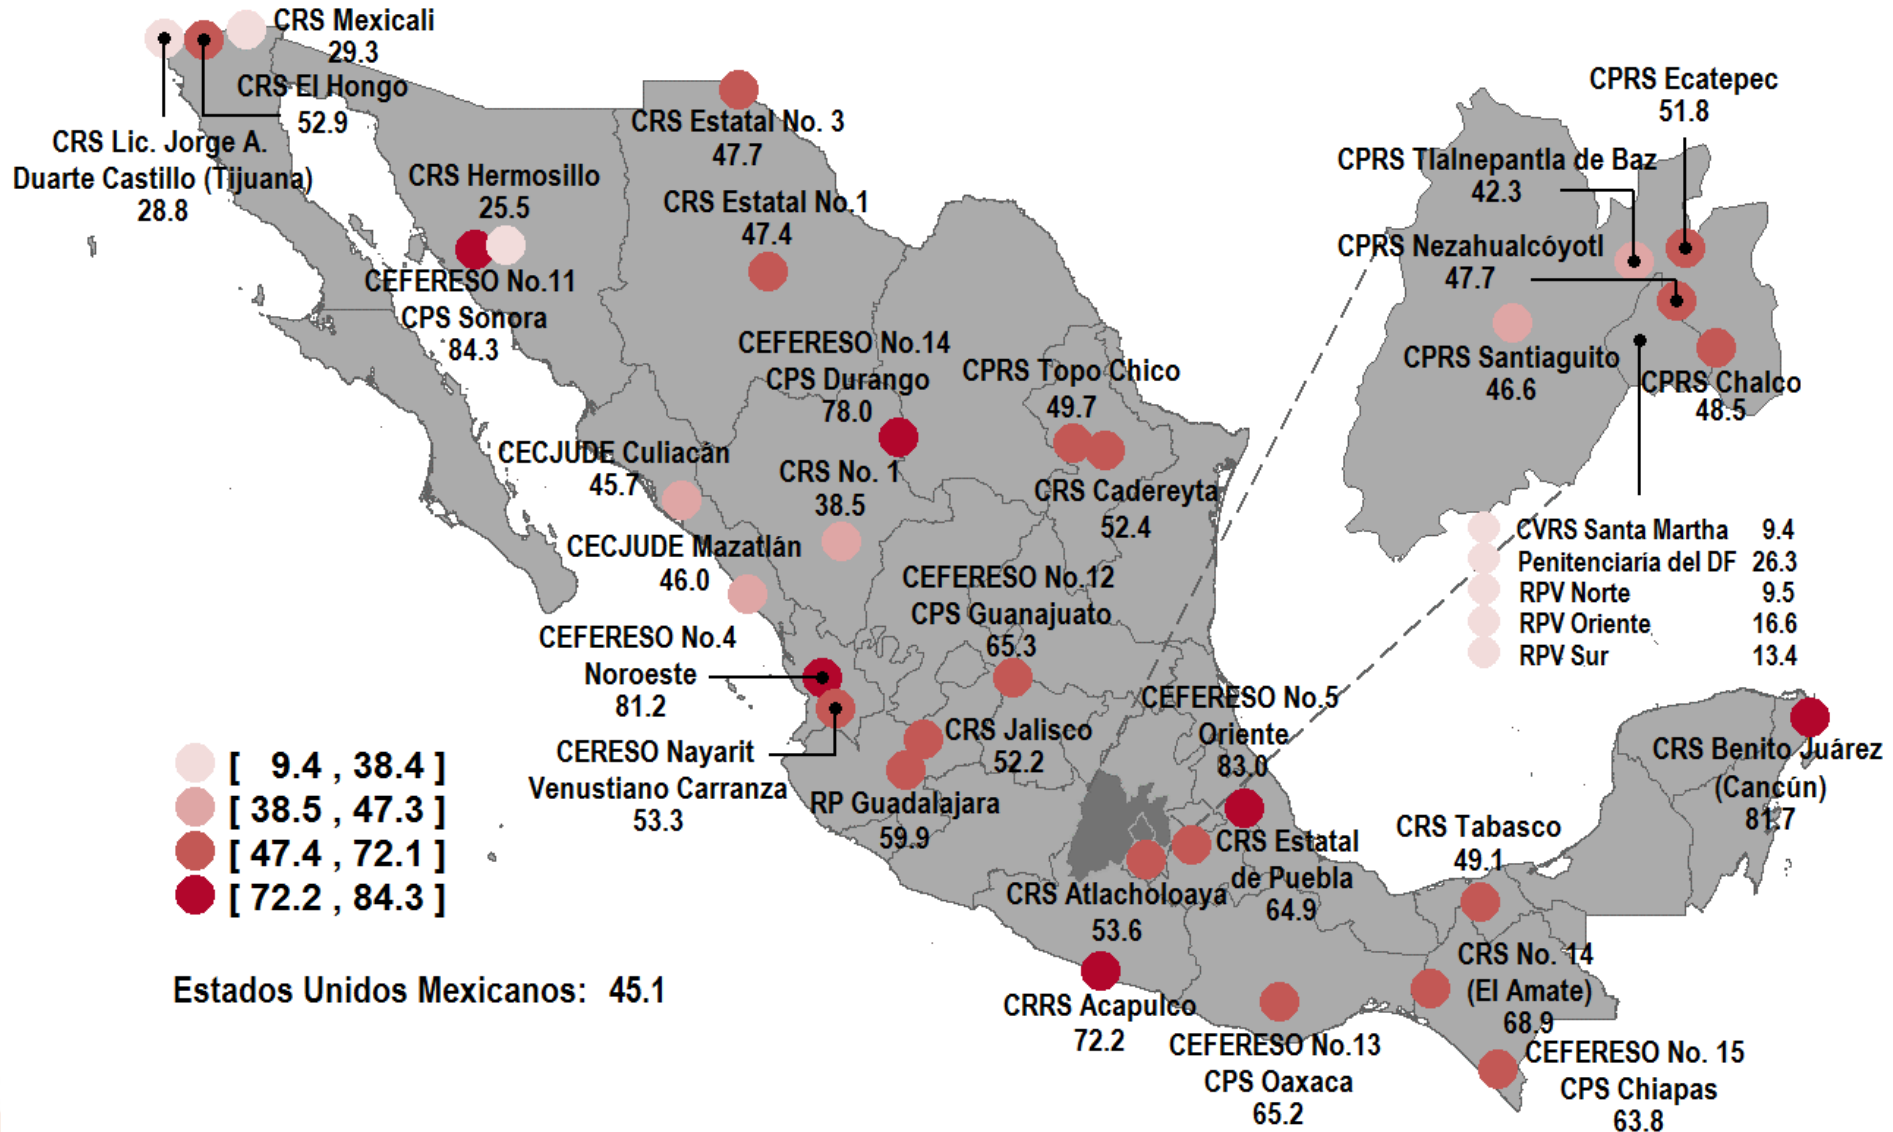 CRS Mexicali
29.3
CRS El Hongo
52.9
CRS Lic. Jorge A.
Duarte Castillo (Tijuana)
28.8
CRS Hermosillo
25.5
CEFERESO No.11
CPS Sonora
84.3
CRS Estatal No. 3
47.7
CRS Estatal No.1
47.4
CEFERESO No.14
CPS Durango
78.0
CPRS Topo Chico
49.7
CECJUDE Culiacán
45.7
CRS No. 1
38.5
CRS Cadereyta
52.4
CECJUDE Mazatlán
46.0
CEFERESO No.12
CPS Guanajuato
65.3
CEFERESO No.4
Noroeste
81.2
CERESO Nayarit
Venustiano Carranza
53.3
CRS Jalisco
52.2
RP Guadalajara
59.9
CEFERESO No.5
Oriente
83.0
CRS Estatal
de Puebla
64.9
CRS Atlacholoaya
53.6
CRRS Acapulco
72.2
CEFERESO No.13
CPS Oaxaca
65.2
CRS Tabasco
49.1
CRS No. 14
(El Amate)
68.9
CEFERESO No. 15
CPS Chiapas
63.8
CRS Benito Juárez
(Cancún)
81.7
CPRS Ecatepec
51.8
CPRS Tlalnepantla de Baz
42.3
CPRS Nezahualcóyotl
47.7
CPRS Santiaguito
46.6
CPRS Chalco
48.5
CVRS Santa Martha 9.4
Penitenciaría del DF 26.3
RPV Norte 9.5
RPV Oriente 16.6
RPV Sur 13.4
[ 9.4 , 38.4 ]
[ 38.5 , 47.3 ]
[ 47.4 , 72.1 ]
[ 72.2 , 84.3 ]
Estados Unidos Mexicanos: 45.1